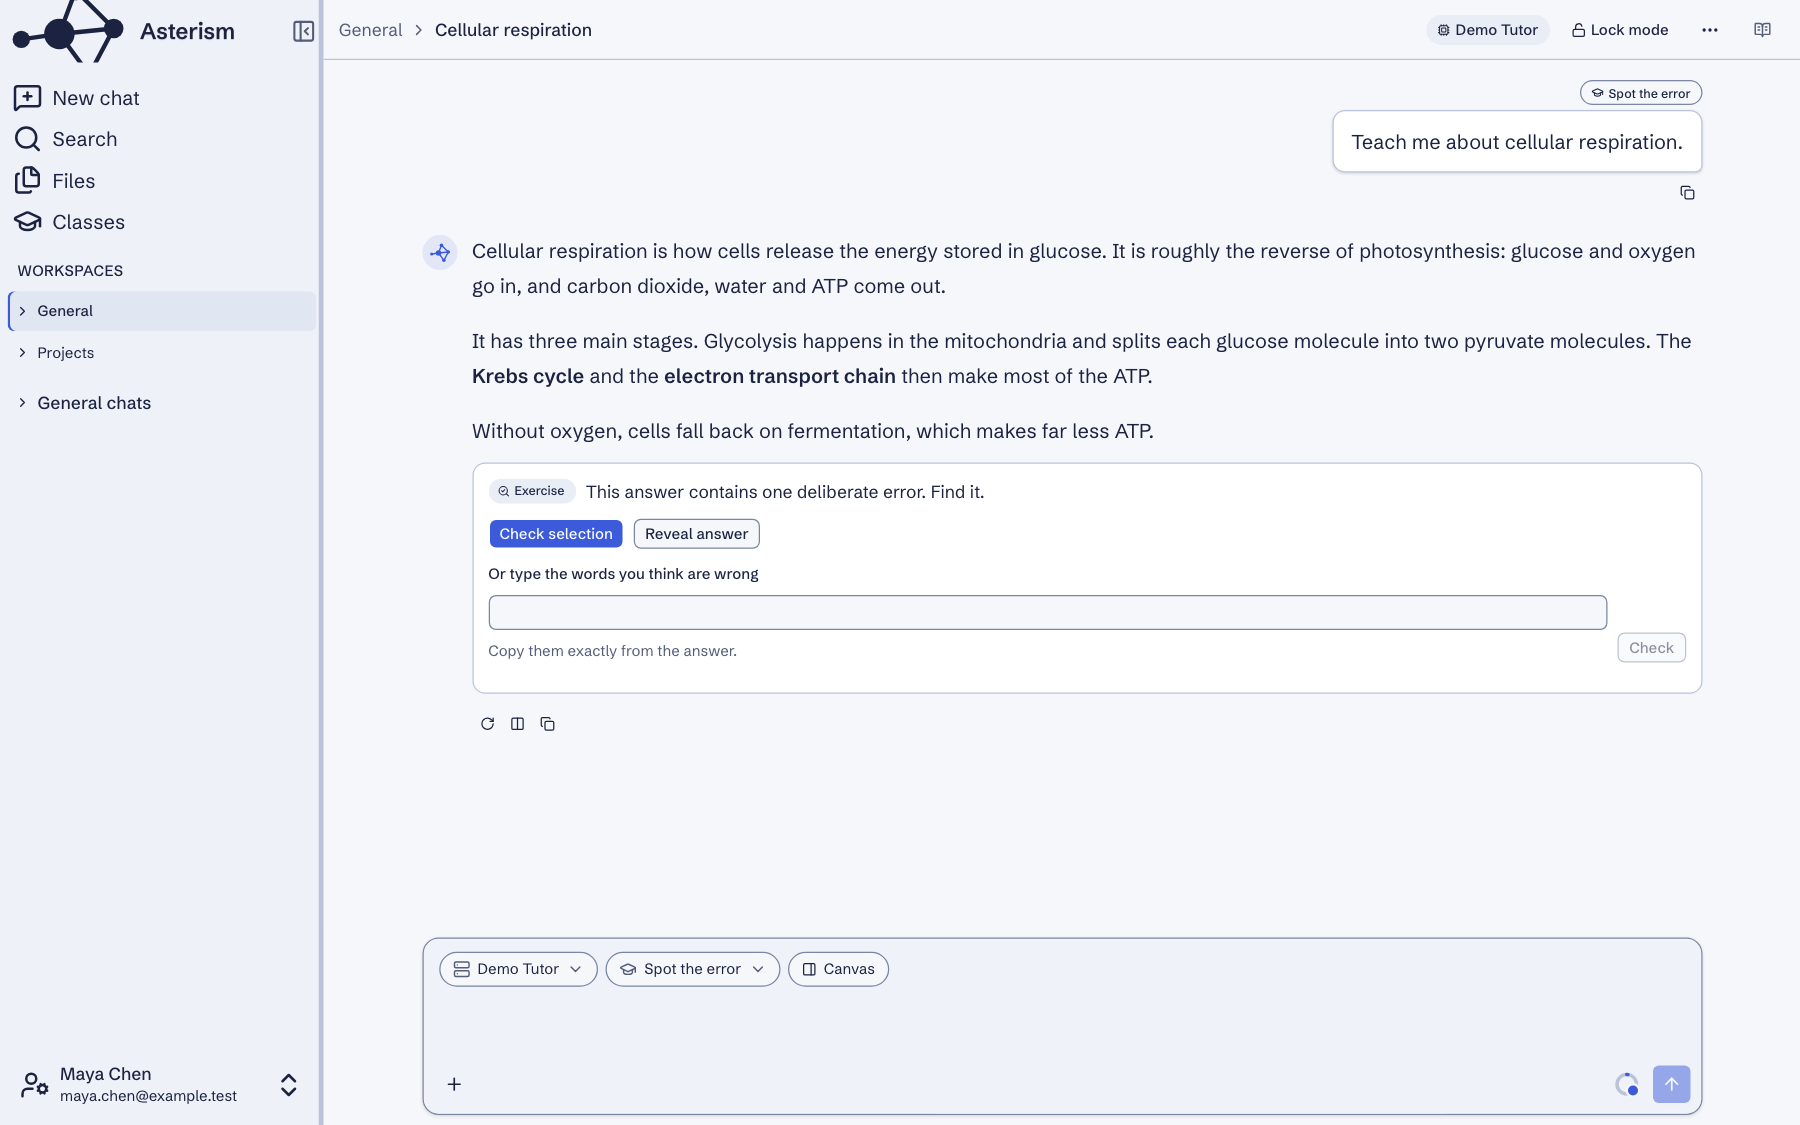 Asterism
General > Cellular respiration
Demo Tutor
Lock mode
New chat
Search
Files
Classes
WORKSPACES
General
Projects
General chats
Spot the error
Teach me about cellular respiration.
Cellular respiration is how cells release the energy stored in glucose. It is roughly the reverse of photosynthesis: glucose and oxygen
go in, and carbon dioxide, water and ATP come out.
It has three main stages. Glycolysis happens in the mitochondria and splits each glucose molecule into two pyruvate molecules. The
Krebs cycle and the electron transport chain then make most of the ATP.
Without oxygen, cells fall back on fermentation, which makes far less ATP.
Exercise This answer contains one deliberate error. Find it.
Check selection Reveal answer
Or type the words you think are wrong
Copy them exactly from the answer.
Check
Demo Tutor Spot the error Canvas
Maya Chen
maya.chen@example.test